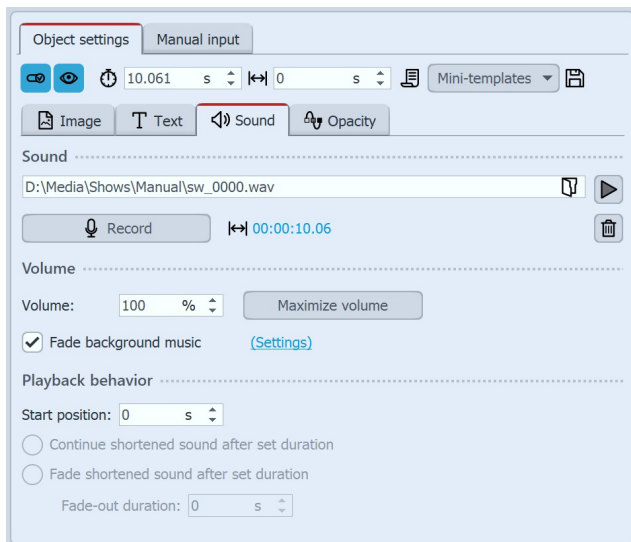 Object settings Manual input
10.061 s 0 s Mini-templates
Image Text Sound Opacity
Sound
D:\Media\Shows\Manual\sw_0000.wav
Record 00:00:10.06
Volume
Volume: 100 % Maximize volume
Fade background music (Settings)
Playback behavior
Start position: 0 s
Continue shortened sound after set duration
Fade shortened sound after set duration
Fade-out duration: 0 s